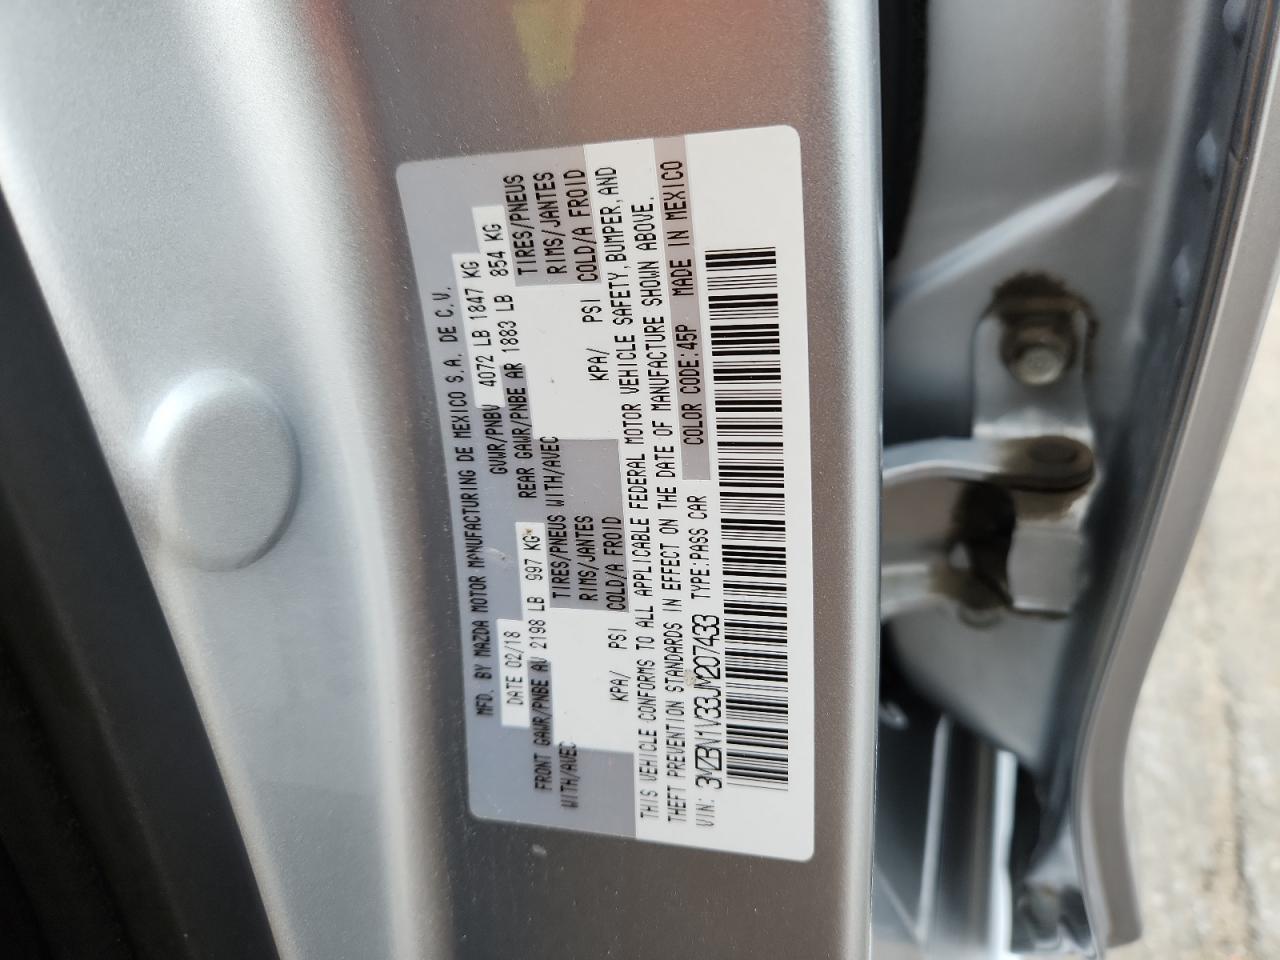 MFD. BY MAZDA MOTOR MANUFACTURING DE MEXICO S.A. DE C.V.
DATE 02/18 GVWR/PNBV 4072 LB 1847 KG
FRONT GAWR/PNBE AV 2198 LB 997 KG REAR GAWR/PNBE AR 1883 LB 854 KG
WITH/AVEC TIRES/PNEUS WITH/AVEC TIRES/PNEUS
RIMS/JANTES RIMS/JANTES
KPA/ PSI COLD/A FROID KPA/ PSI COLD/A FROID
THIS VEHICLE CONFORMS TO ALL APPLICABLE FEDERAL MOTOR VEHICLE SAFETY, BUMPER, AND
THEFT PREVENTION STANDARDS IN EFFECT ON THE DATE OF MANUFACTURE SHOWN ABOVE.
VIN: 3MZBN1V33JM207433 TYPE:PASS CAR COLOR CODE:45P MADE IN MEXICO